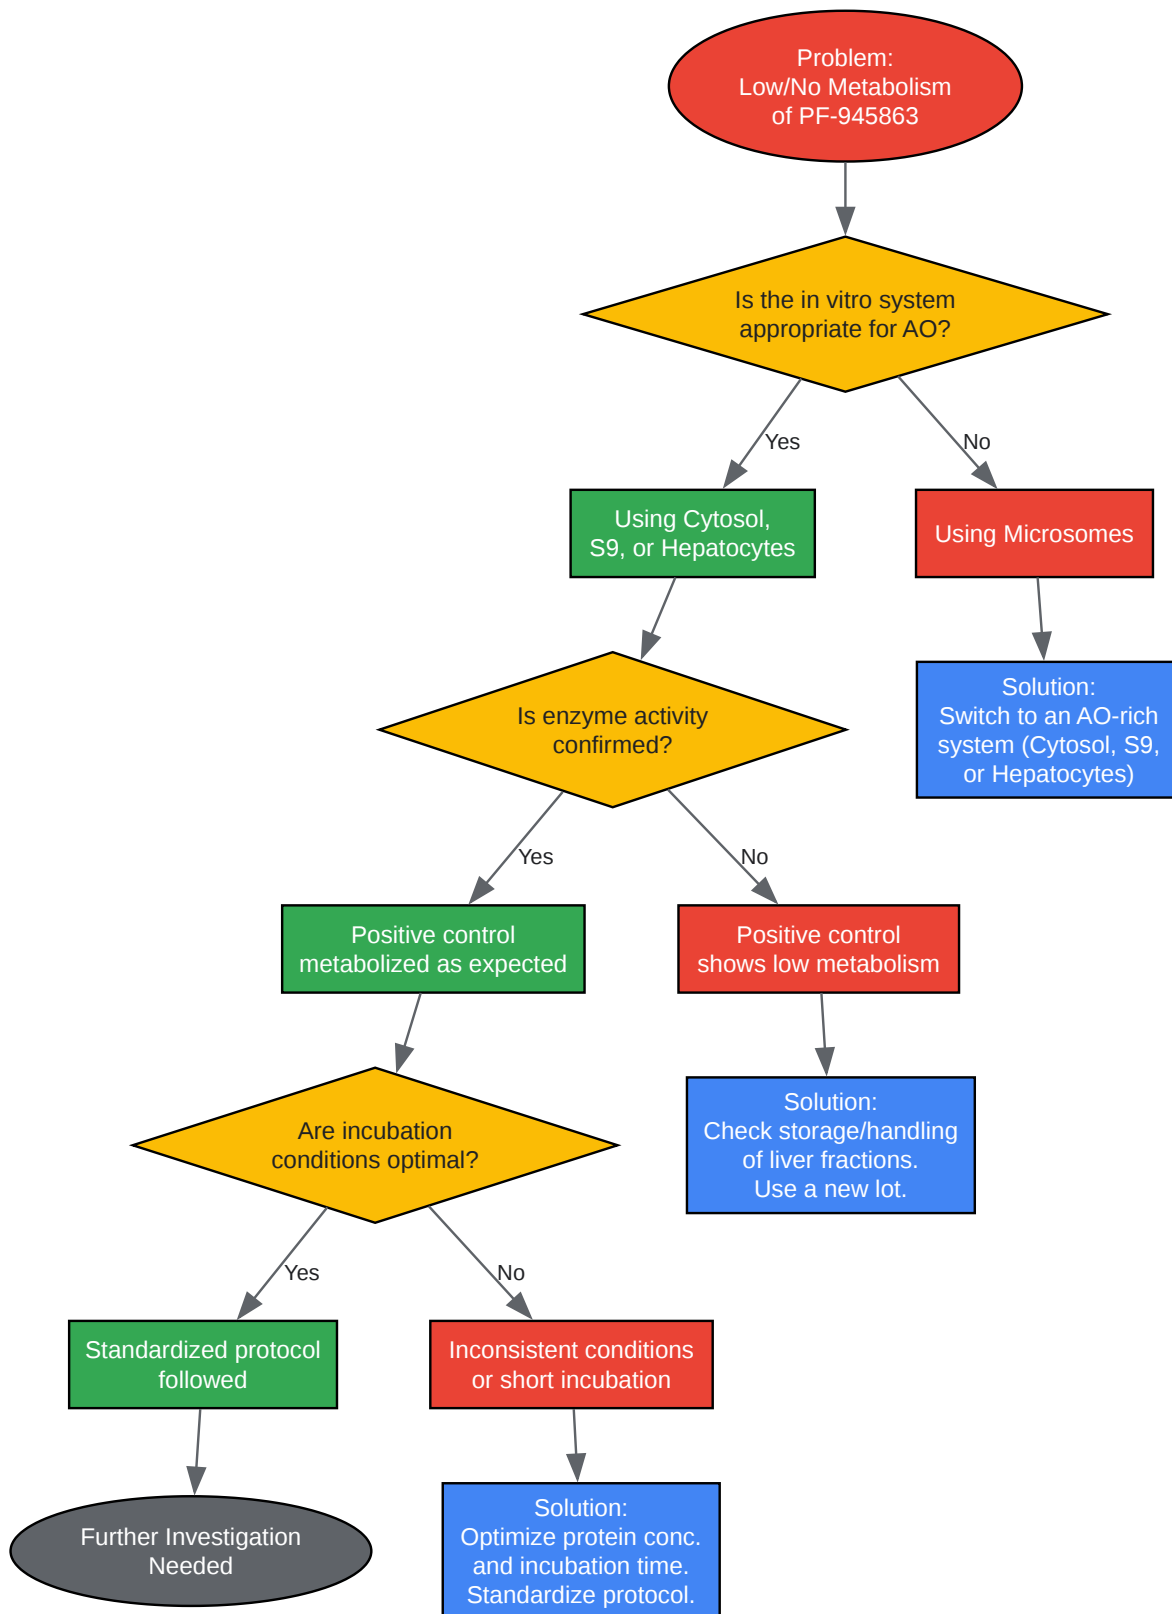 Problem:
Low/No Metabolism
of PF-945863
Is the in vitro system
appropriate for AO?
Yes
No
Using Cytosol,
S9, or Hepatocytes
Using Microsomes
Solution:
Switch to an AO-rich
system (Cytosol, S9,
or Hepatocytes)
Is enzyme activity
confirmed?
Yes
No
Positive control
metabolized as expected
Positive control
shows low metabolism
Solution:
Check storage/handling
of liver fractions.
Use a new lot.
Are incubation
conditions optimal?
Yes
No
Standardized protocol
followed
Inconsistent conditions
or short incubation
Further Investigation
Needed
Solution:
Optimize protein conc.
and incubation time.
Standardize protocol.